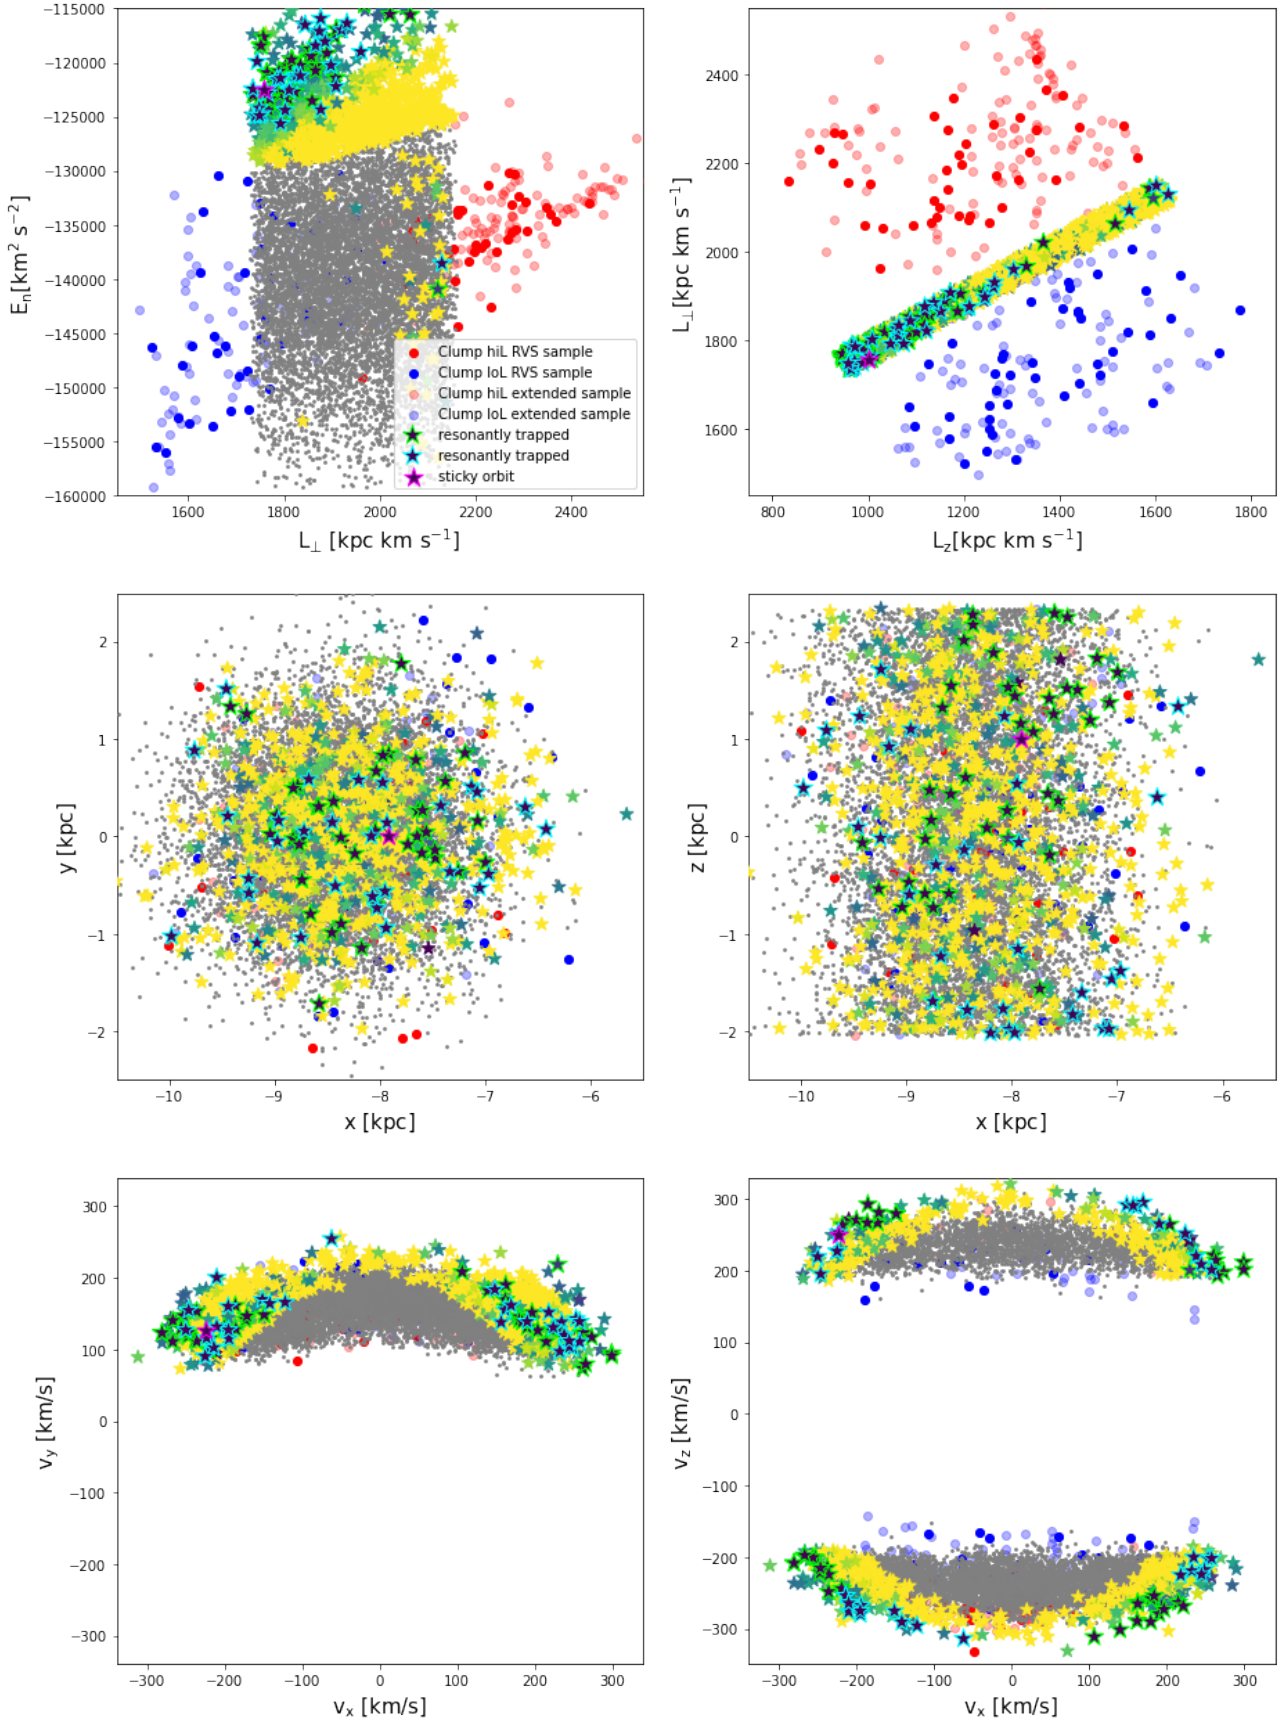 −115000
−120000
−125000
−130000
−135000
−140000
−145000
−150000
−155000
−160000
Eₙ[km² s⁻²]
1600 1800 2000 2200 2400
L⊥ [kpc km s⁻¹]
Clump hiL RVS sample
Clump loL RVS sample
Clump hiL extended sample
Clump loL extended sample
resonantly trapped
resonantly trapped
sticky orbit
2400
2200
2000
1800
1600
L⊥[kpc km s⁻¹]
800 1000 1200 1400 1600 1800
L_z[kpc km s⁻¹]
2
1
0
−1
−2
y [kpc]
−10 −9 −8 −7 −6
x [kpc]
2
1
0
−1
−2
z [kpc]
−10 −9 −8 −7 −6
x [kpc]
300
200
100
0
−100
−200
−300
v_y [km/s]
−300 −200 −100 0 100 200 300
vₓ [km/s]
300
200
100
0
−100
−200
−300
v_z [km/s]
−300 −200 −100 0 100 200 300
vₓ [km/s]